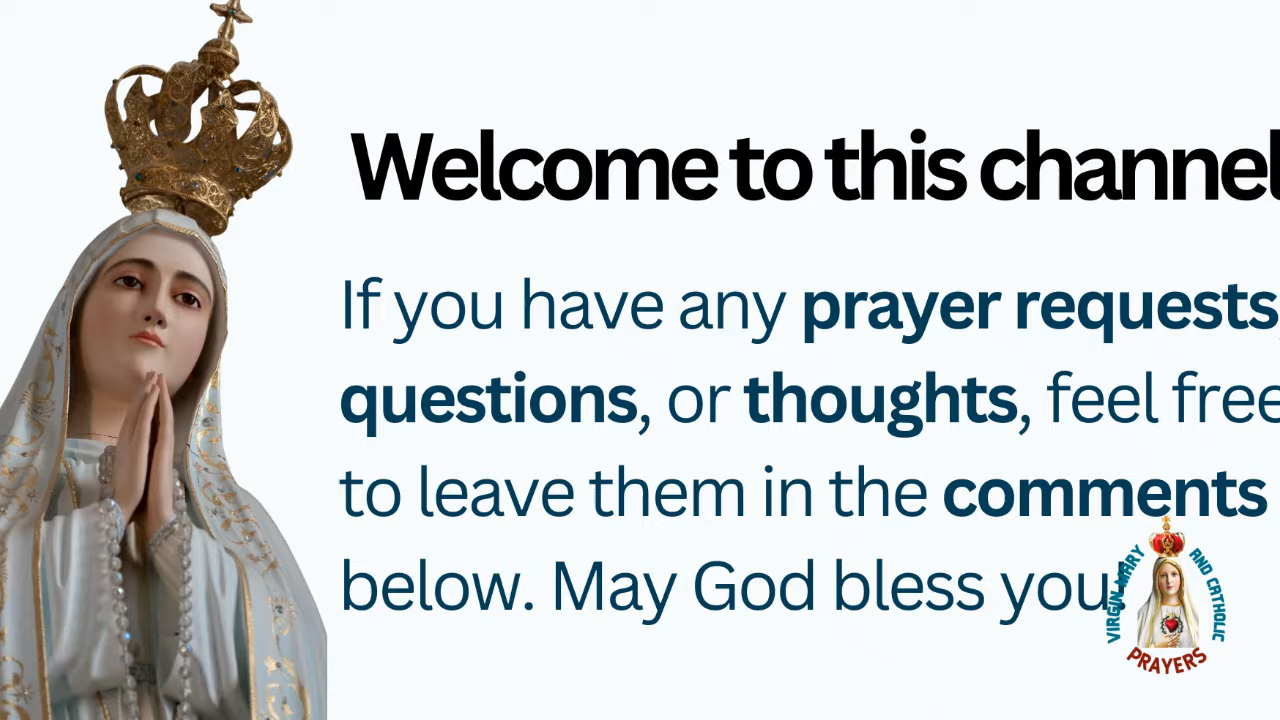 Welcome to this channel
If you have any prayer requests,
questions, or thoughts, feel free
to leave them in the comments
below. May God bless you
VIRGIN MARY
AND CATHOLIC
PRAYERS